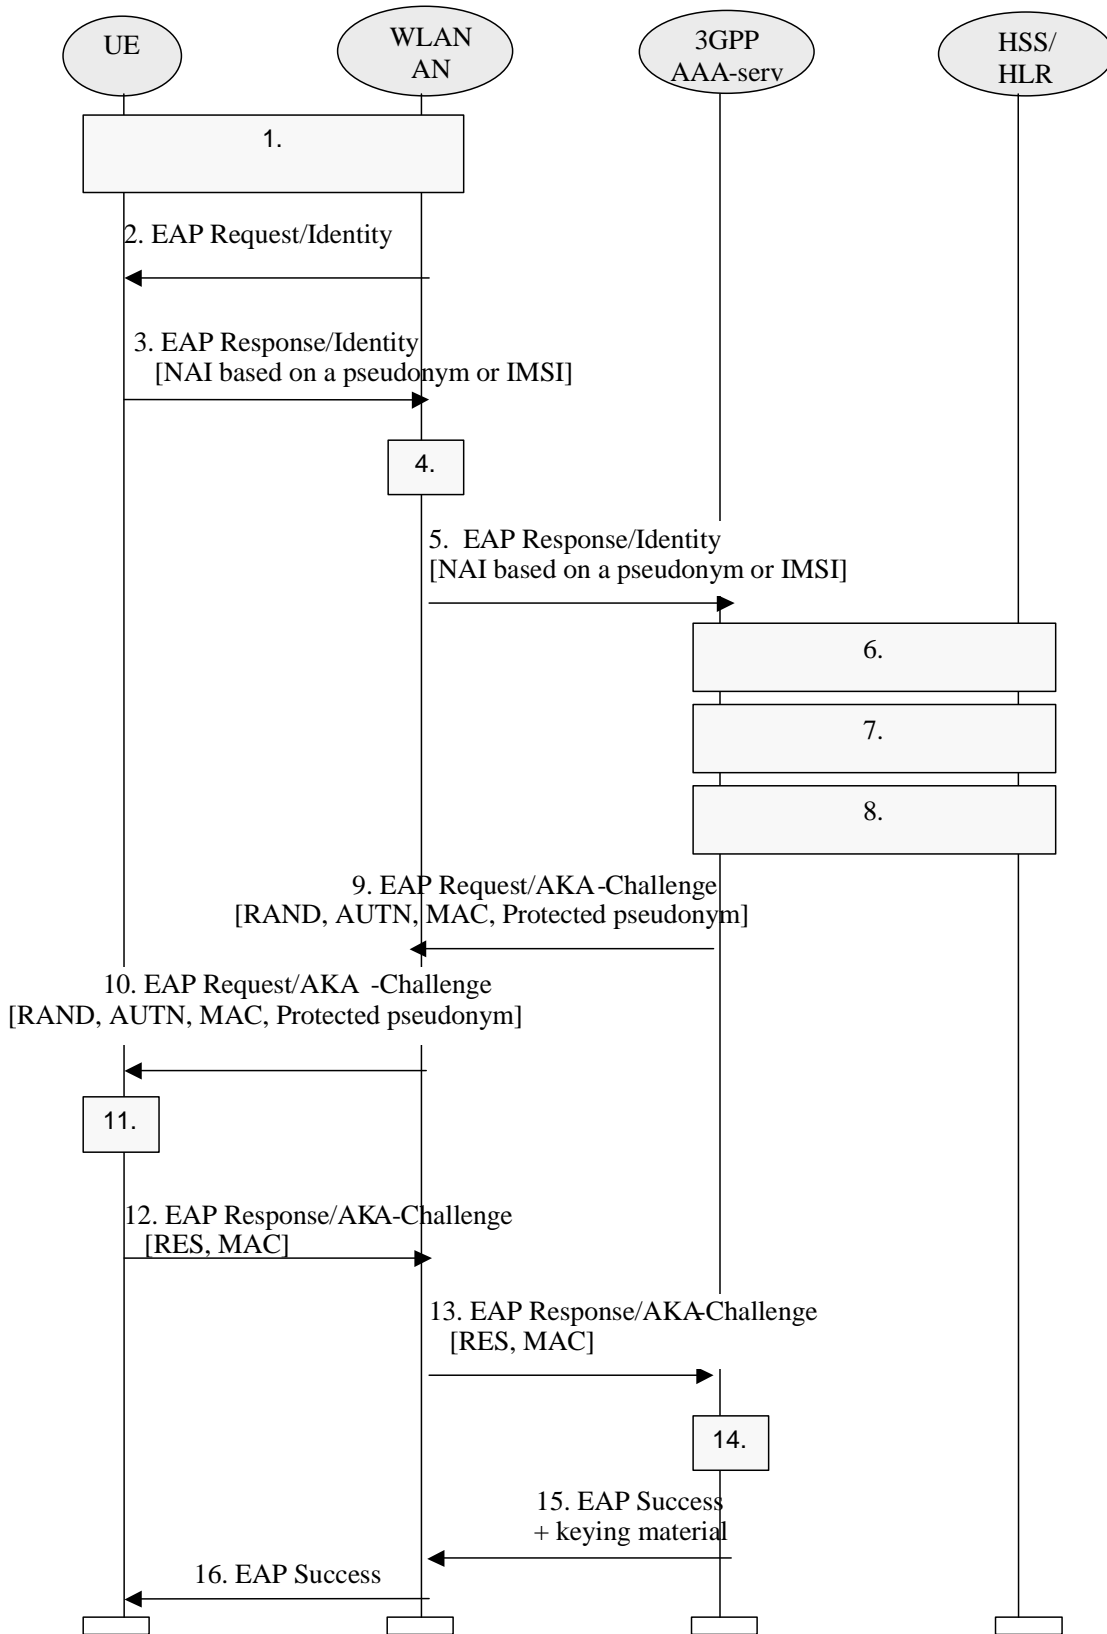 UE
WLAN
AN
3GPP
AAA-serv
HSS/
HLR
1.
2. EAP Request/Identity
3. EAP Response/Identity
[NAI based on a pseudonym or IMSI]
4.
5. EAP Response/Identity
[NAI based on a pseudonym or IMSI]
6.
7.
8.
9. EAP Request/AKA-Challenge
[RAND, AUTN, MAC, Protected pseudonym]
10. EAP Request/AKA -Challenge
[RAND, AUTN, MAC, Protected pseudonym]
11.
12. EAP Response/AKA-Challenge
[RES, MAC]
13. EAP Response/AKA-Challenge
[RES, MAC]
14.
15. EAP Success
+ keying material
16. EAP Success